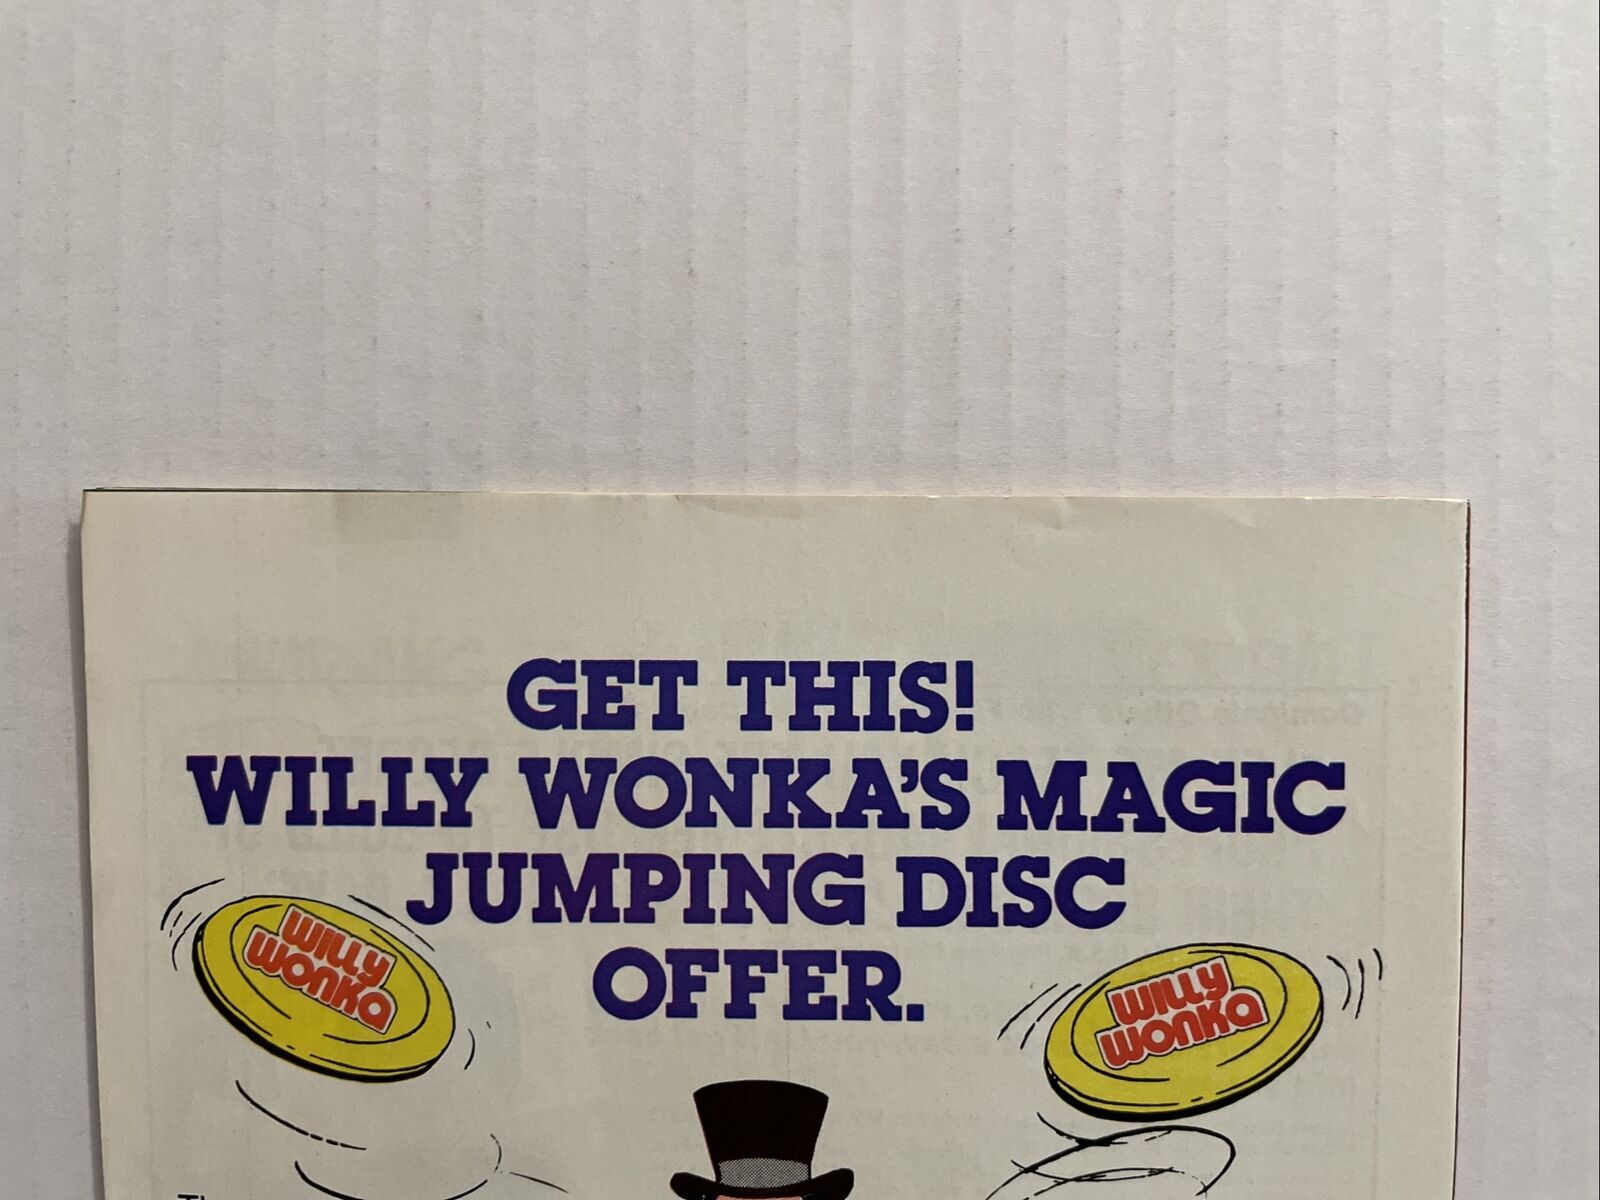 GET THIS!
WILLY WONKA'S MAGIC
JUMPING DISC
OFFER.
WILLY
WONKA
WILLY
WONKA